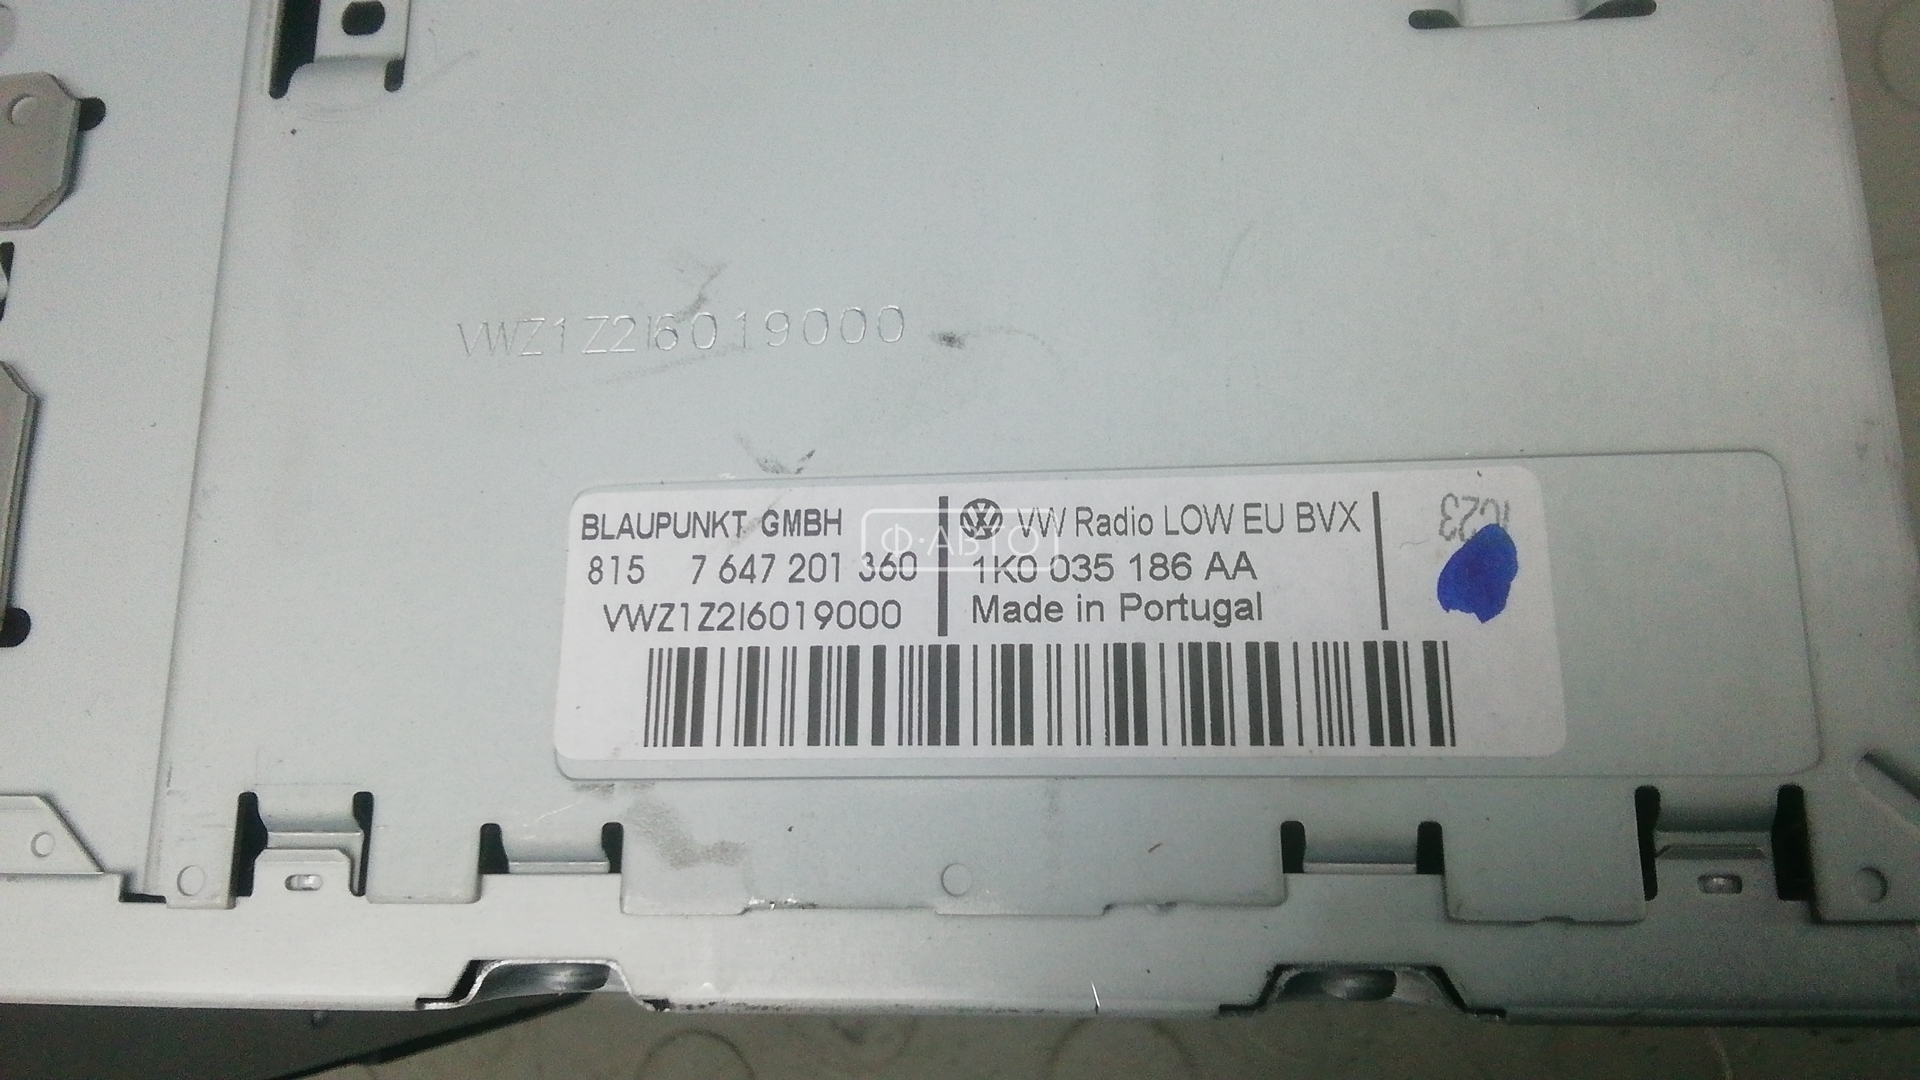 VWZ1Z2I6019000
BLAUPUNKT GMBH
815 7 647 201 360
VWZ1Z2I6019000
VW Radio LOW EU BVX
1K0 035 186 AA
Made in Portugal
Ф·АВТО